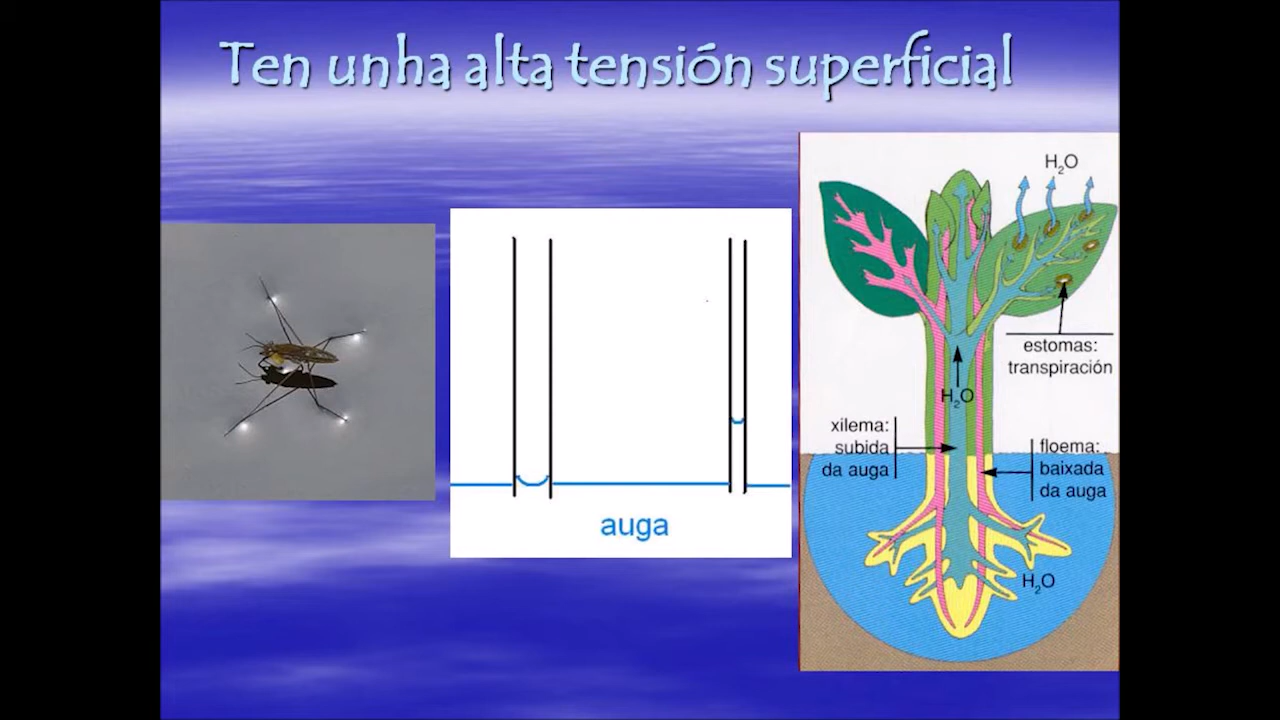 Ten unha alta tensión superficial
auga
H₂O
estomas:
transpiración
H₂O
xilema:
subida
da auga
floema:
baixada
da auga
H₂O